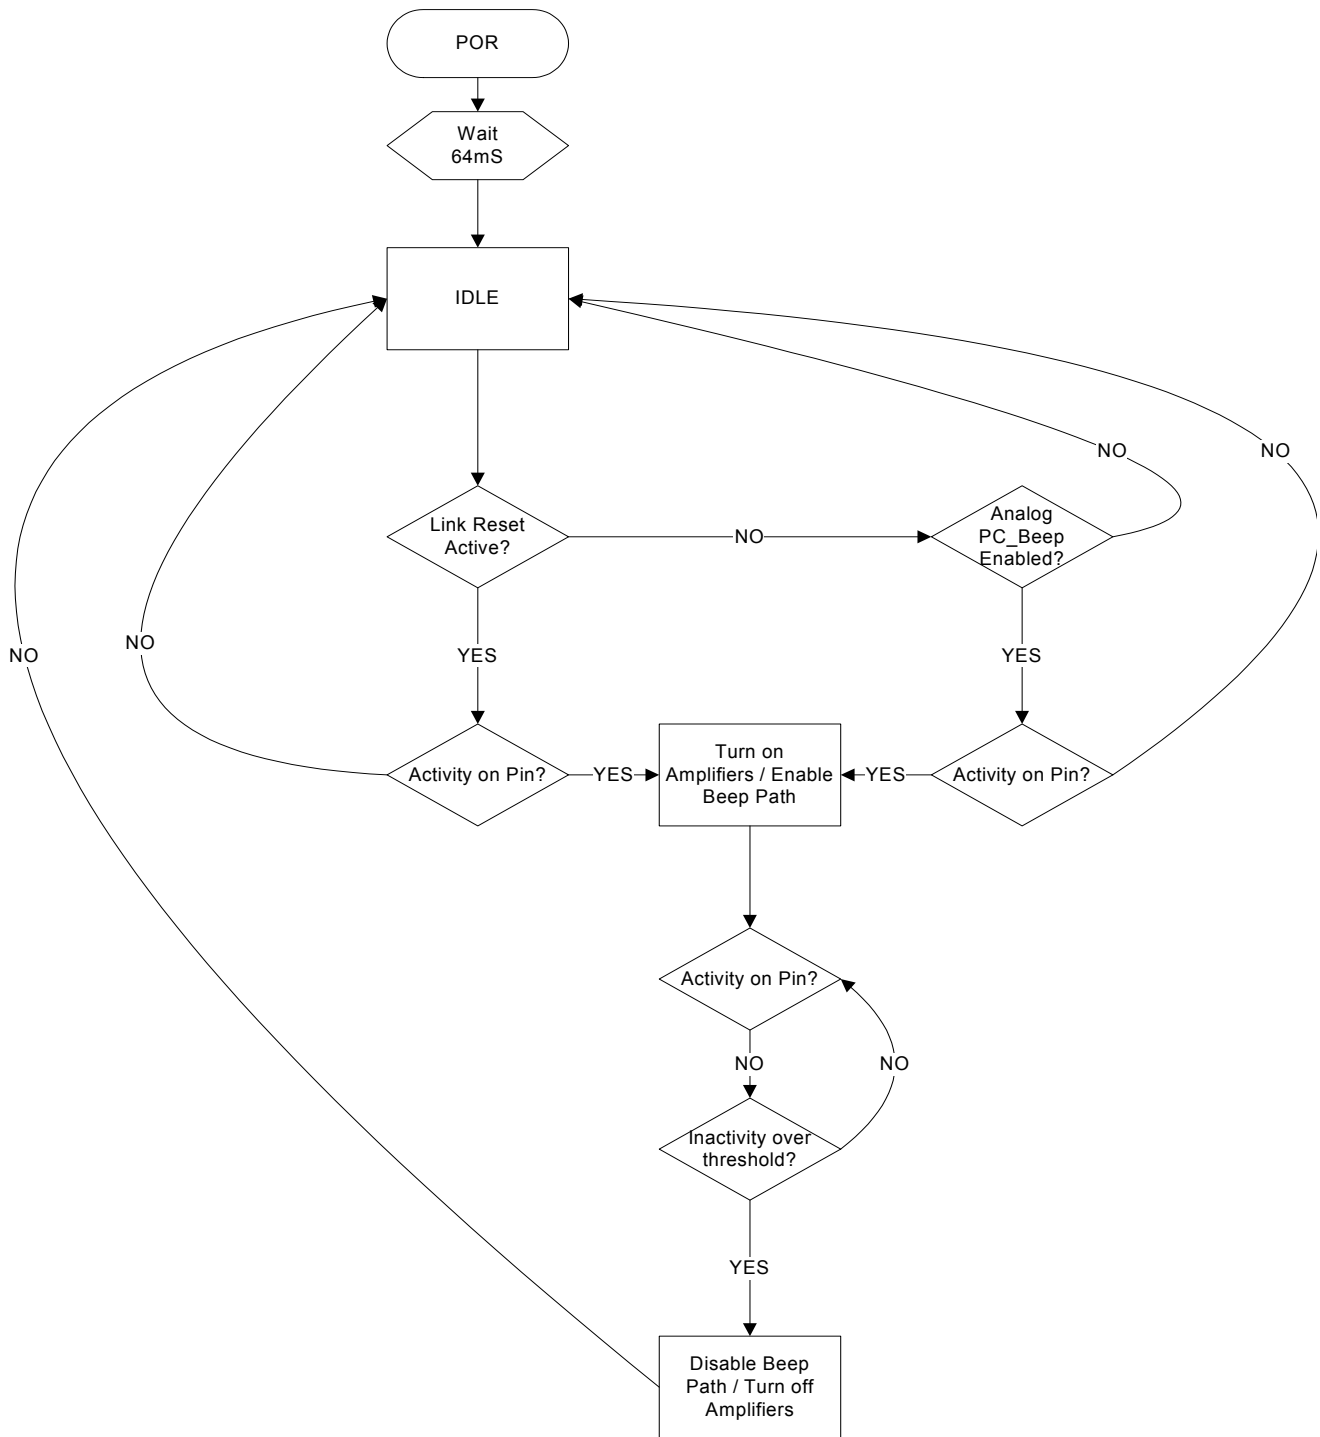 POR
Wait
64mS
IDLE
NO
NO
Link Reset
Active?
NO
Analog
PC_Beep
Enabled?
NO
NO
YES
YES
Activity on Pin?
YES
Turn on
Amplifiers / Enable
Beep Path
YES
Activity on Pin?
Activity on Pin?
NO
NO
Inactivity over
threshold?
YES
Disable Beep
Path / Turn off
Amplifiers